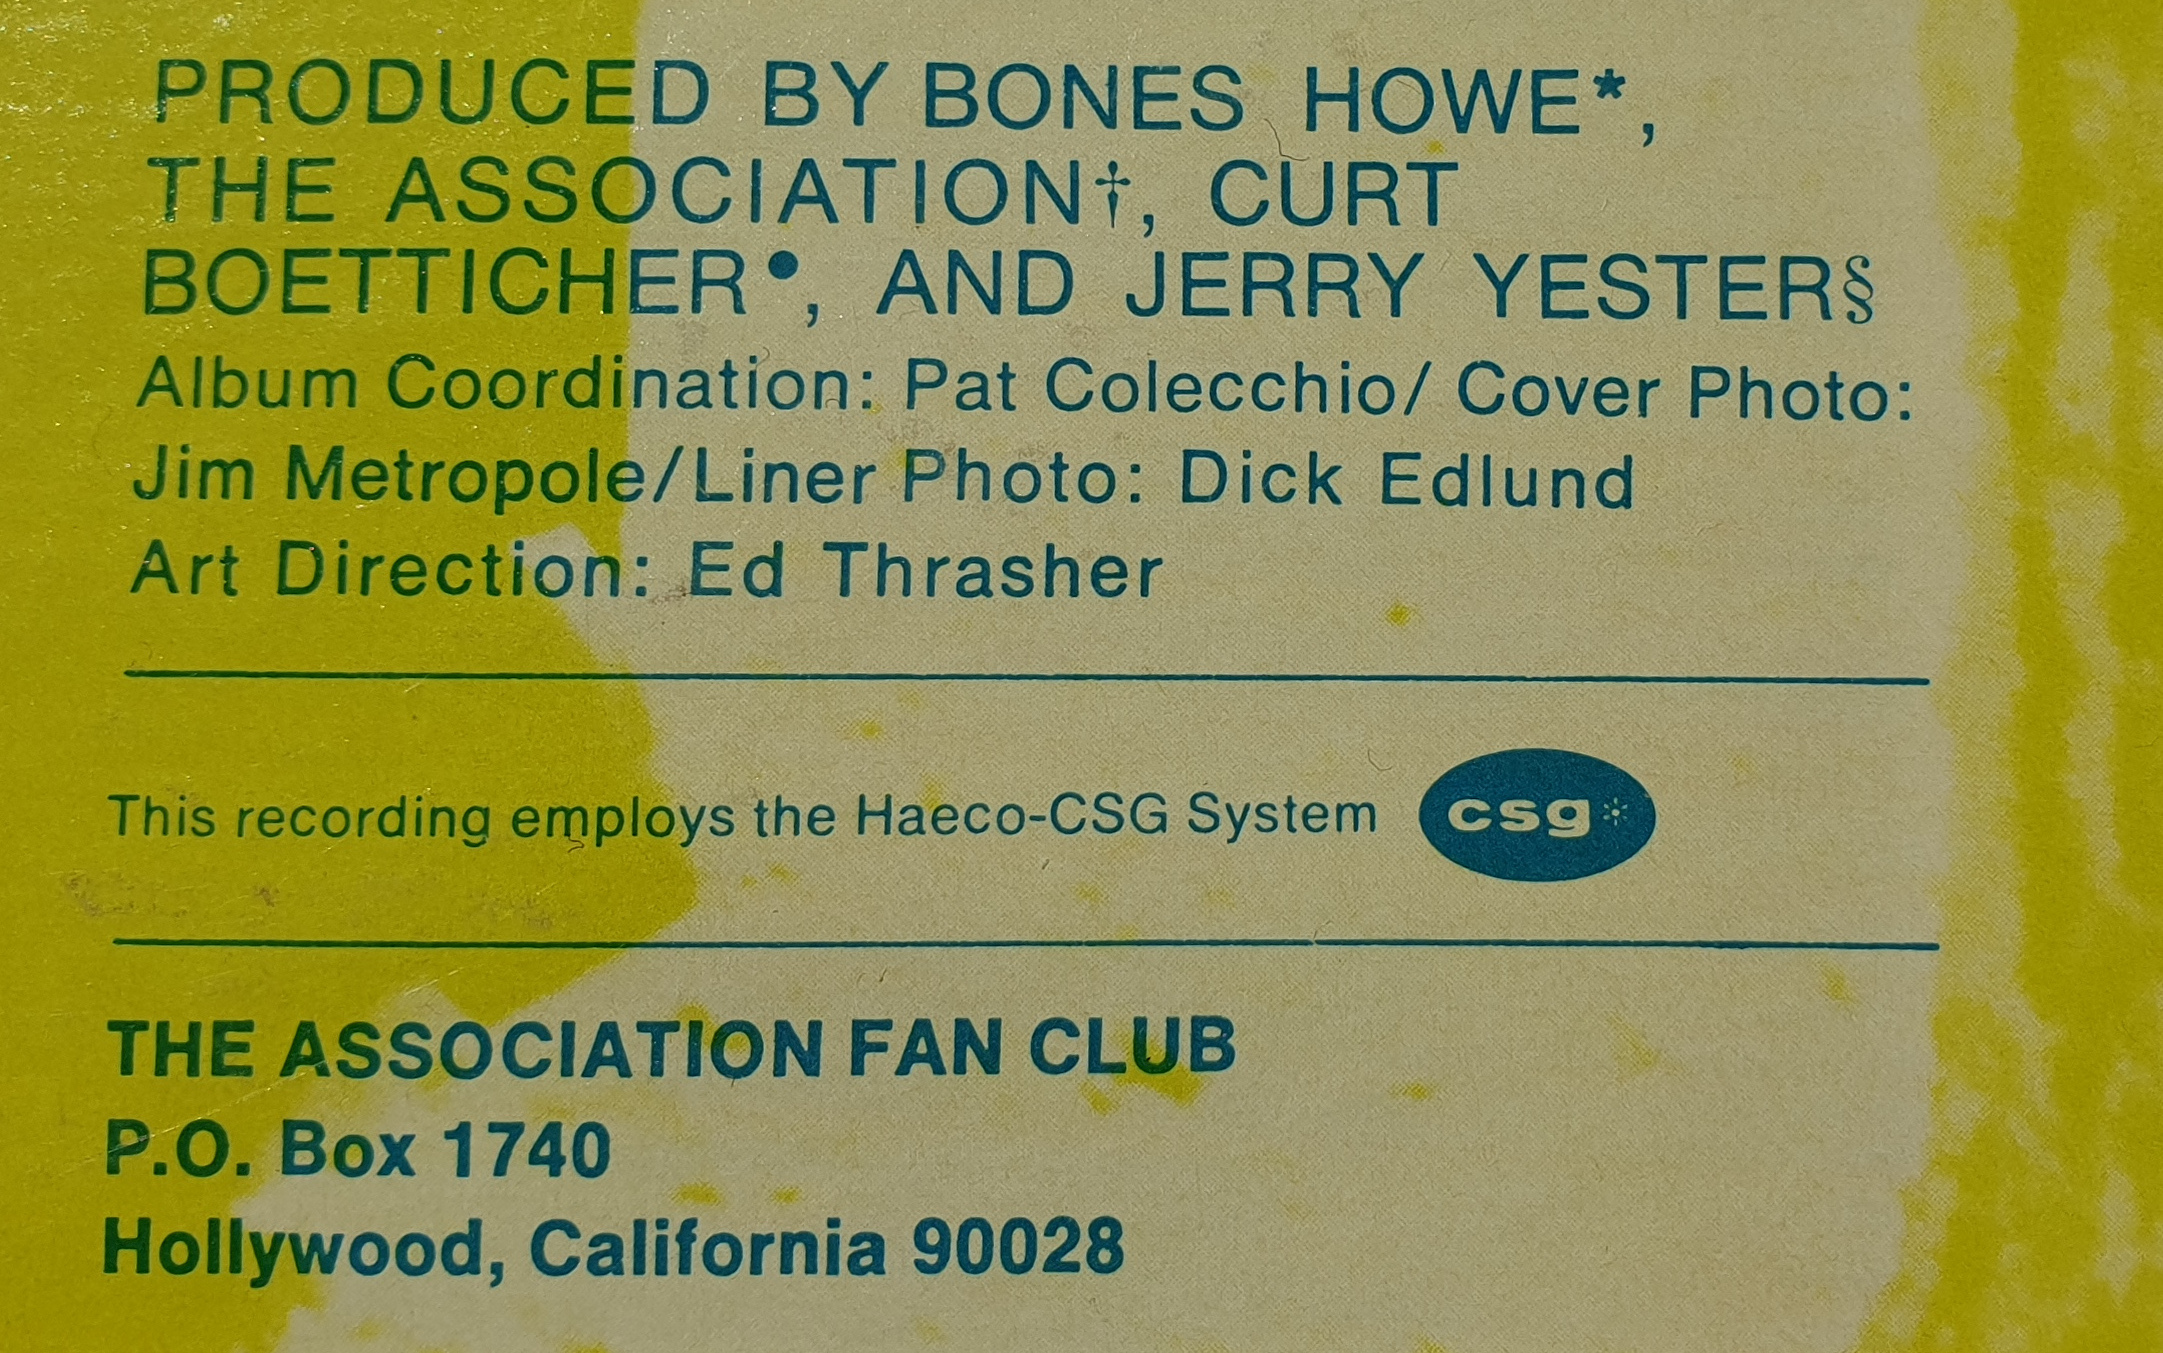 PRODUCED BY BONES HOWE*,
THE ASSOCIATION†, CURT
BOETTICHER•, AND JERRY YESTER§
Album Coordination: Pat Colecchio/ Cover Photo:
Jim Metropole/Liner Photo: Dick Edlund
Art Direction: Ed Thrasher
This recording employs the Haeco-CSG System csg
THE ASSOCIATION FAN CLUB
P.O. Box 1740
Hollywood, California 90028